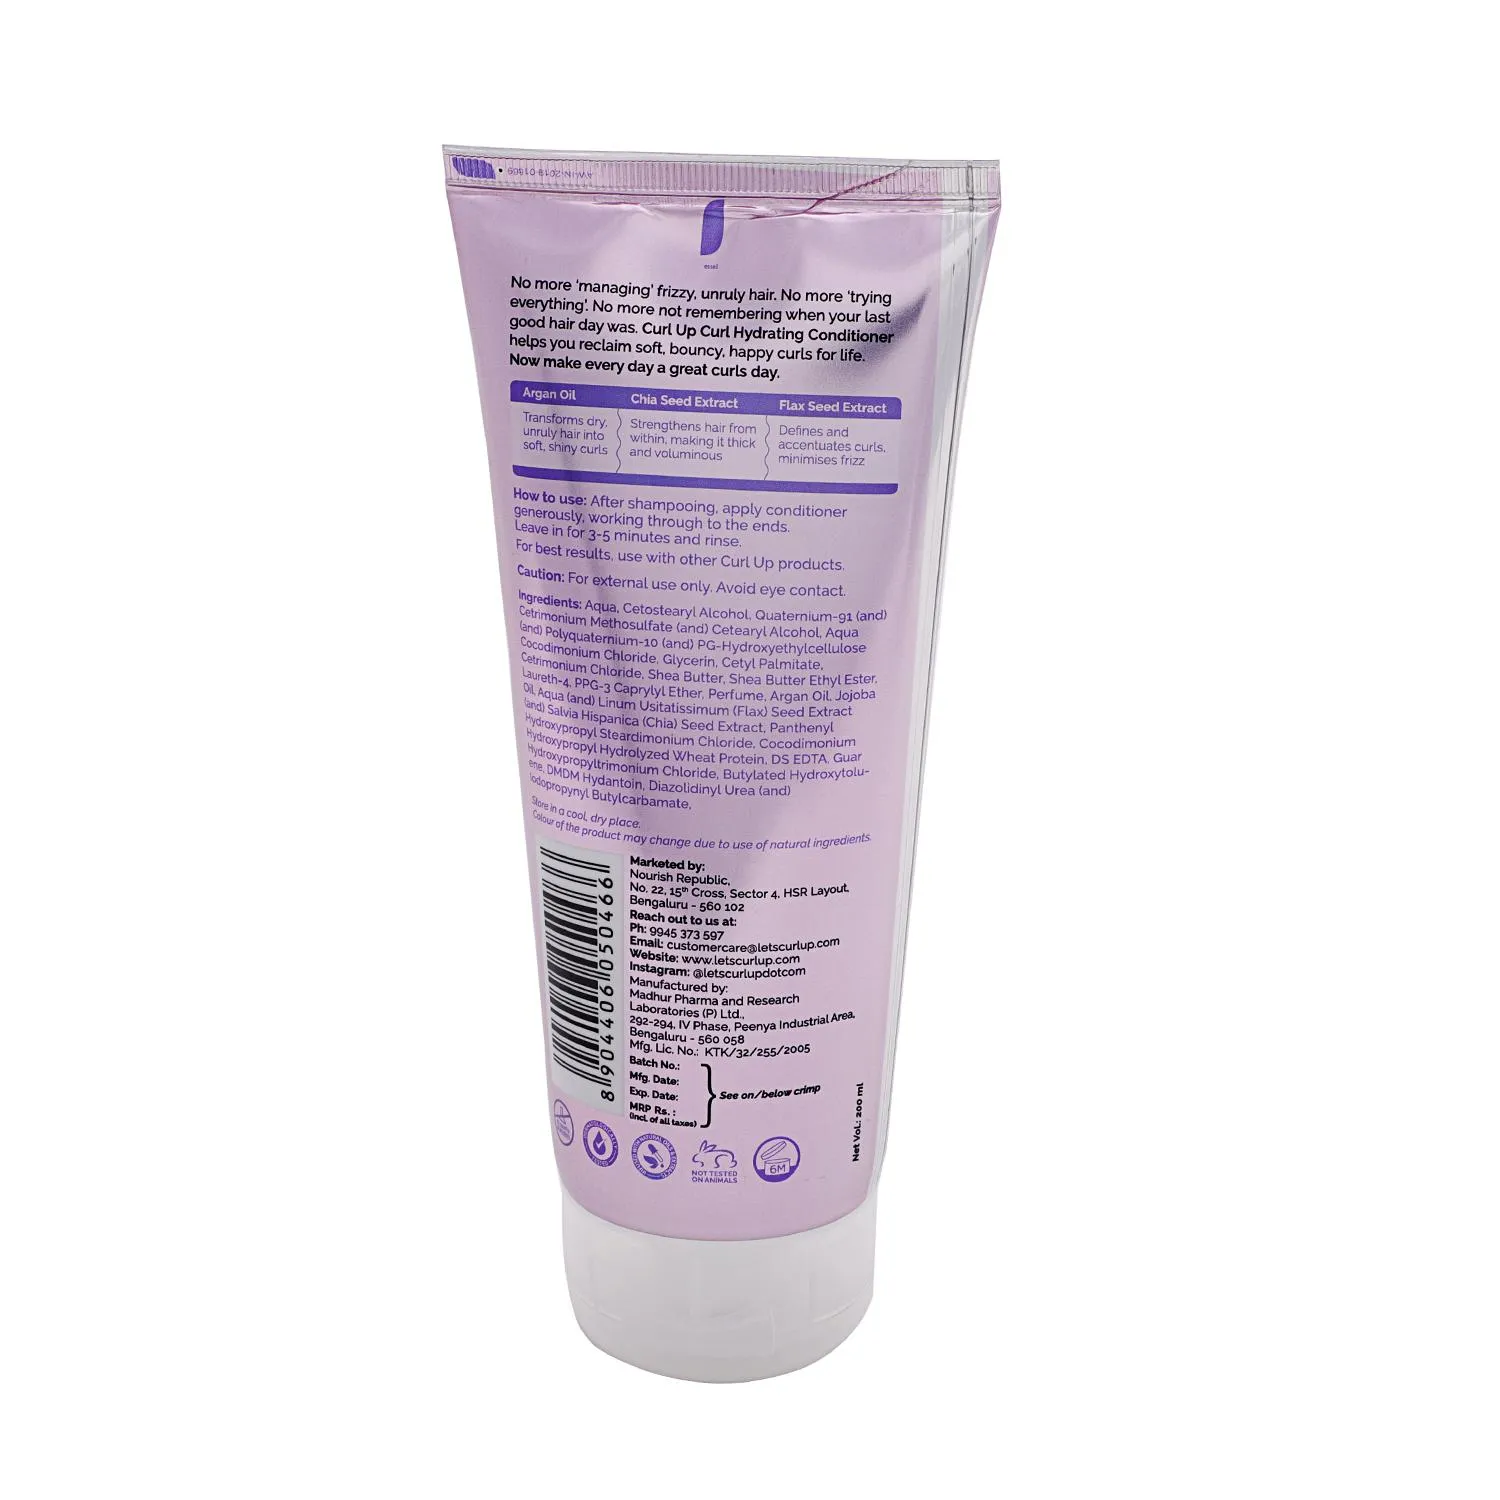 AW-IN-2019 01669
essel
No more 'managing' frizzy, unruly hair. No more 'trying
everything'. No more not remembering when your last
good hair day was. Curl Up Curl Hydrating Conditioner
helps you reclaim soft, bouncy, happy curls for life.
Now make every day a great curls day.
Argan Oil
Transforms dry,
unruly hair into
soft, shiny curls
Chia Seed Extract
Strengthens hair from
within, making it thick
and voluminous
Flax Seed Extract
Defines and
accentuates curls,
minimises frizz
How to use: After shampooing, apply conditioner
generously, working through to the ends.
Leave in for 3-5 minutes and rinse.
For best results, use with other Curl Up products.
Caution: For external use only. Avoid eye contact.
Ingredients: Aqua, Cetostearyl Alcohol, Quaternium-91 (and)
Cetrimonium Methosulfate (and) Cetearyl Alcohol, Aqua
(and) Polyquaternium-10 (and) PG-Hydroxyethylcellulose
Cocodimonium Chloride, Glycerin, Cetyl Palmitate,
Cetrimonium Chloride, Shea Butter, Shea Butter Ethyl Ester,
Laureth-4, PPG-3 Caprylyl Ether, Perfume, Argan Oil, Jojoba
Oil, Aqua (and) Linum Usitatissimum (Flax) Seed Extract
(and) Salvia Hispanica (Chia) Seed Extract, Panthenyl
Hydroxypropyl Steardimonium Chloride, Cocodimonium
Hydroxypropyl Hydrolyzed Wheat Protein, DS EDTA, Guar
Hydroxypropyltrimonium Chloride, Butylated Hydroxytolu-
ene, DMDM Hydantoin, Diazolidinyl Urea (and)
Iodopropynyl Butylcarbamate,
Store in a cool, dry place.
Colour of the product may change due to use of natural ingredients.
8 904406 050466
Marketed by:
Nourish Republic,
No. 22, 15th Cross, Sector 4, HSR Layout,
Bengaluru - 560 102
Reach out to us at:
Ph: 9945 373 597
Email: customercare@letscurlup.com
Website: www.letscurlup.com
Instagram: @letscurlupdotcom
Manufactured by:
Madhur Pharma and Research
Laboratories (P) Ltd.,
292-294, IV Phase, Peenya Industrial Area,
Bengaluru - 560 058
Mfg. Lic. No.: KTK/32/255/2005
Batch No.:
Mfg. Date:
Exp. Date:
MRP Rs. :
(incl. of all taxes)
See on/below crimp
Net Vol.: 200 ml
DERMATOLOGICALLY
TESTED
NOT TESTED
ON ANIMALS
6M